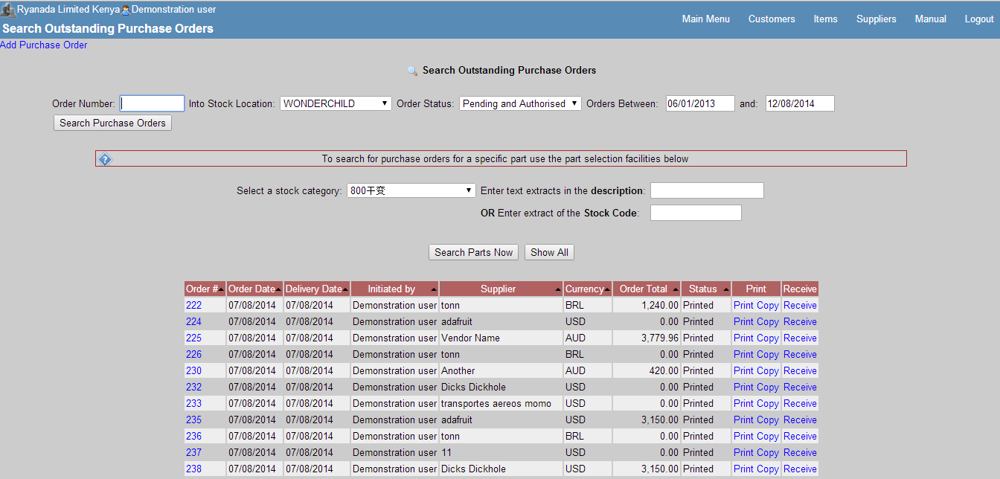 Ryanada Limited Kenya Demonstration user
Main Menu Customers Items Suppliers Manual Logout
Search Outstanding Purchase Orders
Add Purchase Order
Search Outstanding Purchase Orders
Order Number: Into Stock Location: WONDERCHILD Order Status: Pending and Authorised Orders Between: 06/01/2013 and: 12/08/2014
Search Purchase Orders
To search for purchase orders for a specific part use the part selection facilities below
Select a stock category: 800干变 Enter text extracts in the description:
OR Enter extract of the Stock Code:
Search Parts Now Show All
Order # Order Date Delivery Date Initiated by Supplier Currency Order Total Status Print Receive
222 07/08/2014 07/08/2014 Demonstration user tonn BRL 1,240.00 Printed Print Copy Receive
224 07/08/2014 07/08/2014 Demonstration user adafruit USD 0.00 Printed Print Copy Receive
225 07/08/2014 07/08/2014 Demonstration user Vendor Name AUD 3,779.96 Printed Print Copy Receive
226 07/08/2014 07/08/2014 Demonstration user tonn BRL 0.00 Printed Print Copy Receive
230 07/08/2014 07/08/2014 Demonstration user Another AUD 420.00 Printed Print Copy Receive
232 07/08/2014 07/08/2014 Demonstration user Dicks Dickhole USD 0.00 Printed Print Copy Receive
233 07/08/2014 07/08/2014 Demonstration user transportes aereos momo USD 0.00 Printed Print Copy Receive
235 07/08/2014 07/08/2014 Demonstration user adafruit USD 3,150.00 Printed Print Copy Receive
236 07/08/2014 07/08/2014 Demonstration user tonn BRL 0.00 Printed Print Copy Receive
237 07/08/2014 07/08/2014 Demonstration user 11 USD 0.00 Printed Print Copy Receive
238 07/08/2014 07/08/2014 Demonstration user Dicks Dickhole USD 3,150.00 Printed Print Copy Receive